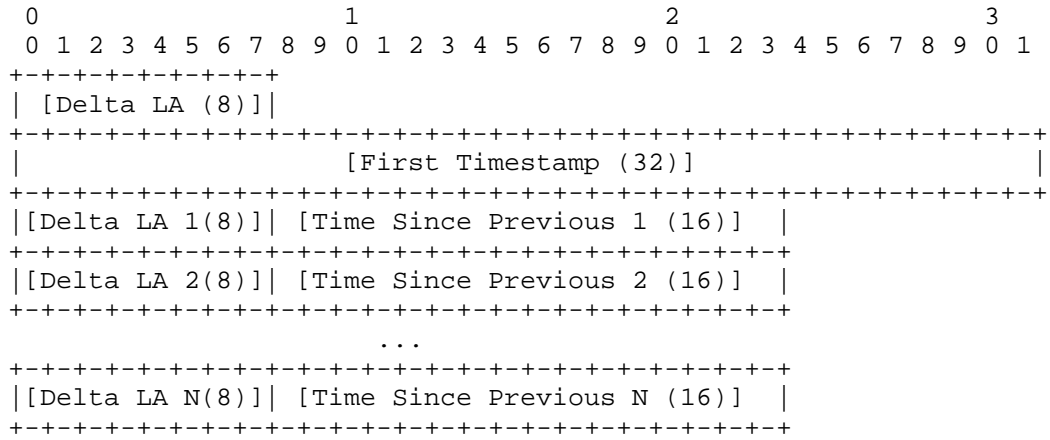 0                   1                   2                   3
 0 1 2 3 4 5 6 7 8 9 0 1 2 3 4 5 6 7 8 9 0 1 2 3 4 5 6 7 8 9 0 1
+-+-+-+-+-+-+-+-+
| [Delta LA (8)]|
+-+-+-+-+-+-+-+-+-+-+-+-+-+-+-+-+-+-+-+-+-+-+-+-+-+-+-+-+-+-+-+-+
|                    [First Timestamp (32)]                     |
+-+-+-+-+-+-+-+-+-+-+-+-+-+-+-+-+-+-+-+-+-+-+-+-+-+-+-+-+-+-+-+-+
|[Delta LA 1(8)]| [Time Since Previous 1 (16)]  |
+-+-+-+-+-+-+-+-+-+-+-+-+-+-+-+-+-+-+-+-+-+-+-+-+
|[Delta LA 2(8)]| [Time Since Previous 2 (16)]  |
+-+-+-+-+-+-+-+-+-+-+-+-+-+-+-+-+-+-+-+-+-+-+-+-+
                       ...
+-+-+-+-+-+-+-+-+-+-+-+-+-+-+-+-+-+-+-+-+-+-+-+-+
|[Delta LA N(8)]| [Time Since Previous N (16)]  |
+-+-+-+-+-+-+-+-+-+-+-+-+-+-+-+-+-+-+-+-+-+-+-+-+